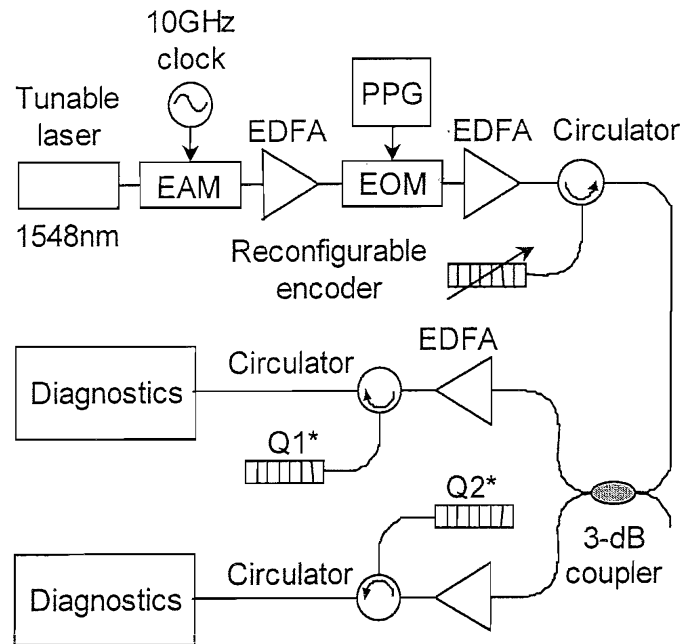 10GHz
clock
Tunable
laser
EDFA
PPG
EDFA
Circulator
EAM
EOM
1548nm
Reconfigurable
encoder
EDFA
Circulator
Diagnostics
Q1*
Q2*
3-dB
coupler
Circulator
Diagnostics